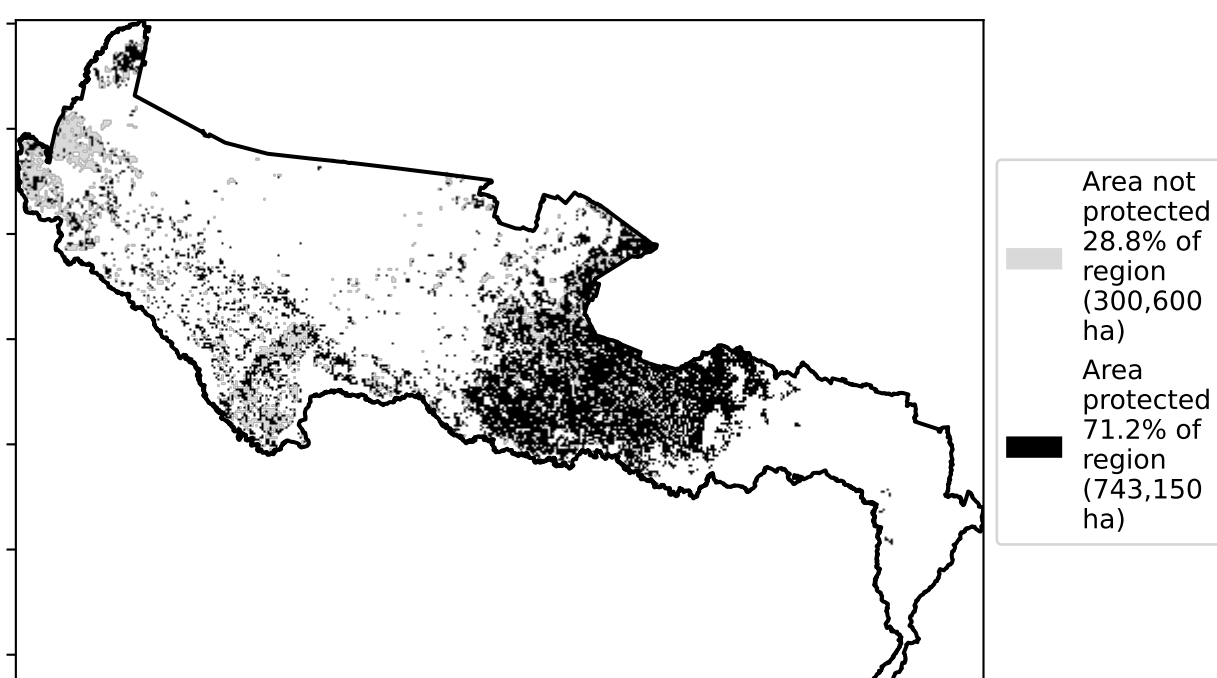 Area not
protected
28.8% of
region
(300,600
ha)
Area
protected
71.2% of
region
(743,150
ha)